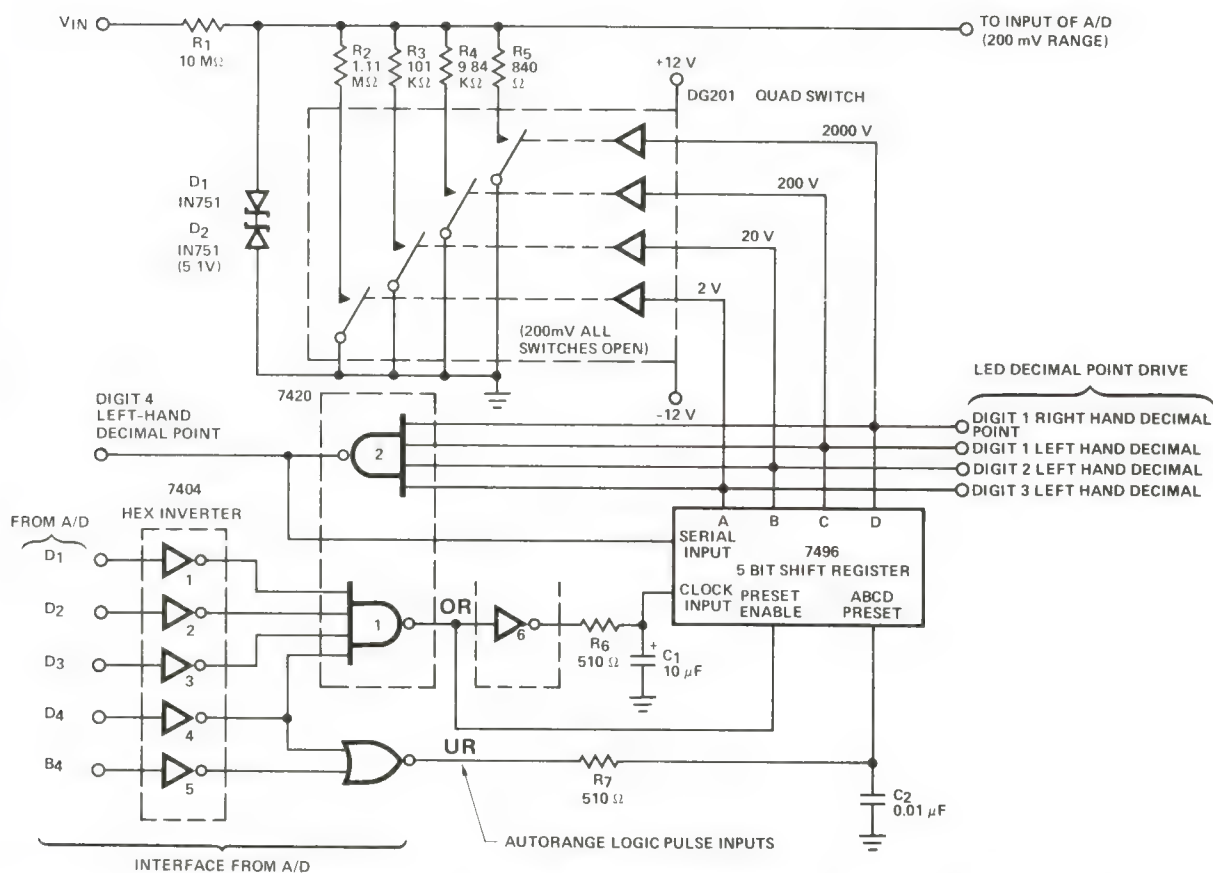 VIN
R1
10 MΩ
TO INPUT OF A/D
(200 mV RANGE)
R2
1.11
MΩ
R3
101
KΩ
R4
9 84
KΩ
R5
840
Ω
+12 V
DG201 QUAD SWITCH
2000 V
200 V
20 V
2 V
D1
IN751
D2
IN751
(5 1V)
(200mV ALL
SWITCHES OPEN)
-12 V
7420
DIGIT 4
LEFT-HAND
DECIMAL POINT
2
LED DECIMAL POINT DRIVE
DIGIT 1 RIGHT HAND DECIMAL
POINT
DIGIT 1 LEFT HAND DECIMAL
DIGIT 2 LEFT HAND DECIMAL
DIGIT 3 LEFT HAND DECIMAL
7404
HEX INVERTER
FROM A/D
D1
1
D2
2
D3
3
D4
4
B4
5
1
OR
6
R6
510 Ω
+
C1
10 μF
A B C D
SERIAL
INPUT
7496
5 BIT SHIFT REGISTER
CLOCK
INPUT
PRESET
ENABLE
ABCD
PRESET
UR
R7
510 Ω
C2
0.01 μF
AUTORANGE LOGIC PULSE INPUTS
INTERFACE FROM A/D